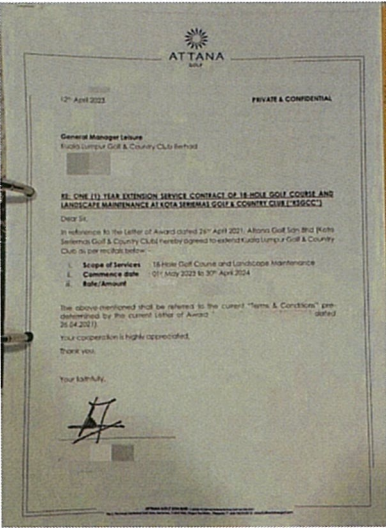 ATTANA
GOLF
12th April 2023
PRIVATE & CONFIDENTIAL
General Manager Leisure
Kuala Lumpur Golf & Country Club Berhad
RE: ONE (1) YEAR EXTENSION SERVICE CONTRACT OF 18-HOLE GOLF COURSE AND
LANDSCAPE MAINTENANCE AT KOTA SERIEMAS GOLF & COUNTRY CLUB ("KSGCC")
Dear Sir,
In reference to the Letter of Award dated 26th April 2021, Attana Golf Sdn Bhd (Kota
Seriemas Golf & Country Club) hereby agreed to extend Kuala Lumpur Golf & Country
Club as per recitals below:
i. Scope of Services : 18-Hole Golf Course and Landscape Maintenance
ii. Commence date : 01st May 2023 to 30th April 2024
iii. Rate/Amount
The above-mentioned shall be referred to the current "Terms & Conditions" pre-
determined by the current Letter of Award dated
26.04.2021).
Your cooperation is highly appreciated.
Thank you.
Your faithfully,